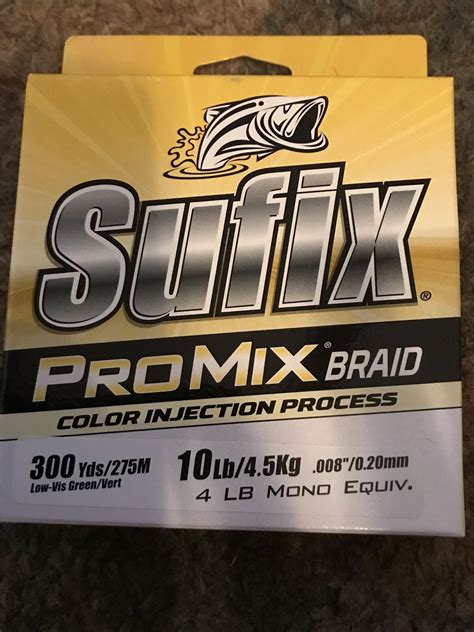 Sufix®
PROMIX® BRAID
COLOR INJECTION PROCESS
300 Yds/275M 10Lb/4.5Kg .008"/0.20mm
Low-Vis Green/Vert 4 LB MONO EQUIV.